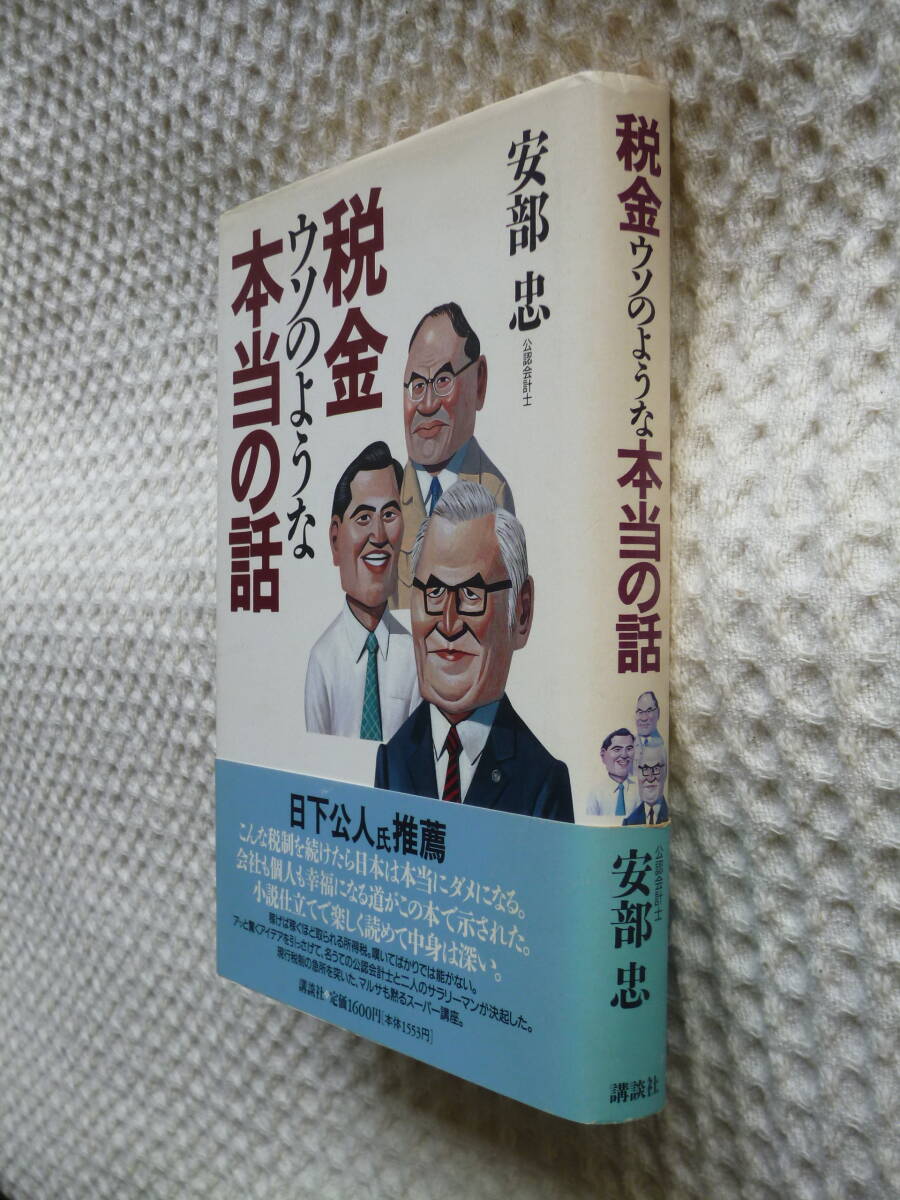 税金
ウソのような
本当の話
安部 忠
公認会計士
日下公人氏推薦
こんな税制を続けたら日本は本当にダメになる。
会社も個人も幸福になる道がこの本で示された。
小説仕立てで楽しく読めて中身は深い。
稼げば稼ぐほど取られる所得税。嘆いてばかりでは能がない。
アッと驚くアイデアを引っさげて、名うての公認会計士と二人のサラリーマンが決起した。
現行税制の急所を突いた、マルサも黙るスーパー講座。
講談社◆定価1600円[本体1553円]
税金ウソのような本当の話
公認会計士
安部 忠
講談社